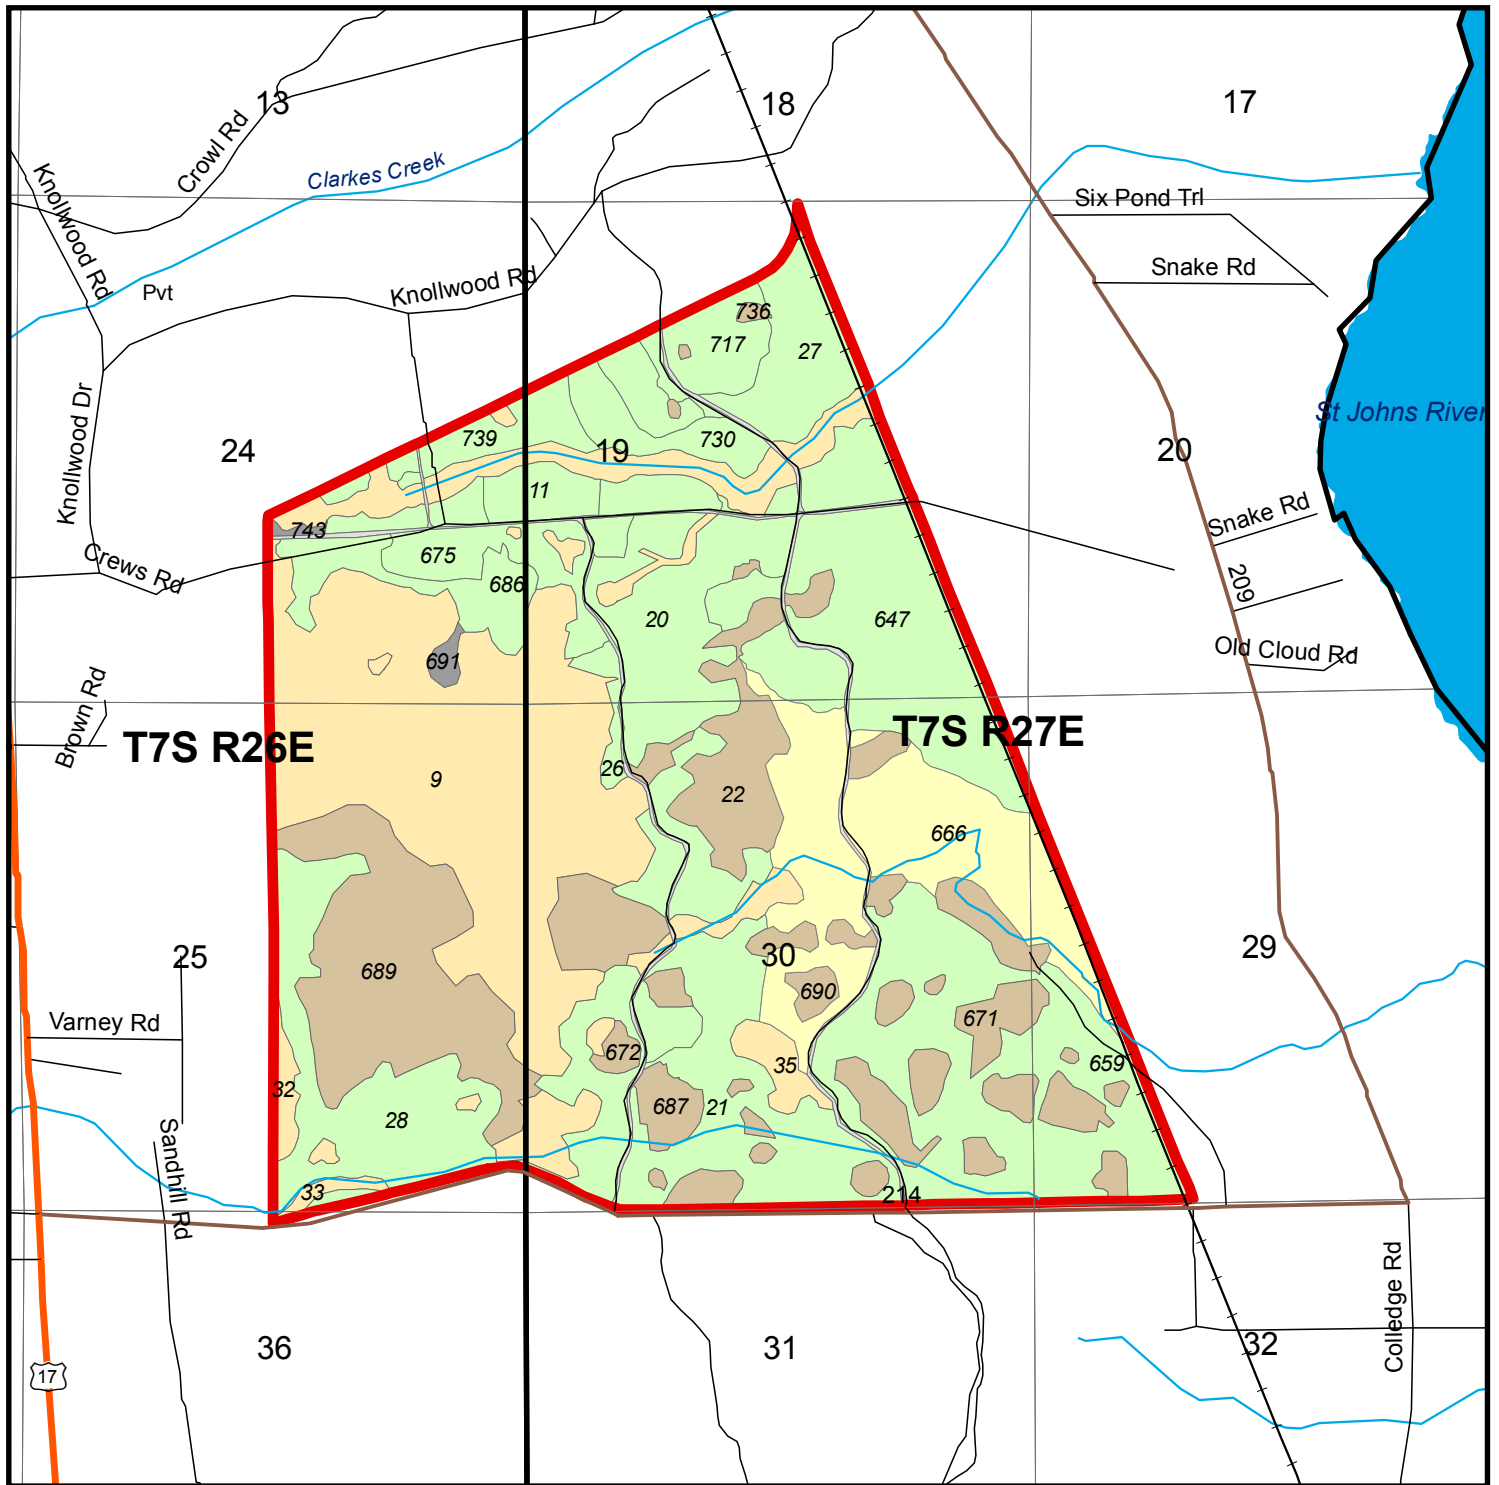 13
18
17
Crowl Rd
Clarkes Creek
Knollwood Rd
Six Pond Trl
Snake Rd
Pvt
Knollwood Rd
736
717
27
Knollwood Dr
St Johns River
739
730
24
19
20
11
743
Snake Rd
675
Crews Rd
686
209
20
647
Old Cloud Rd
691
Brown Rd
T7S R26E
T7S R27E
9
26
22
666
25
30
29
689
690
Varney Rd
671
672
35
659
32
687
21
28
Sandhill Rd
33
214
36
31
32
Colledge Rd
17